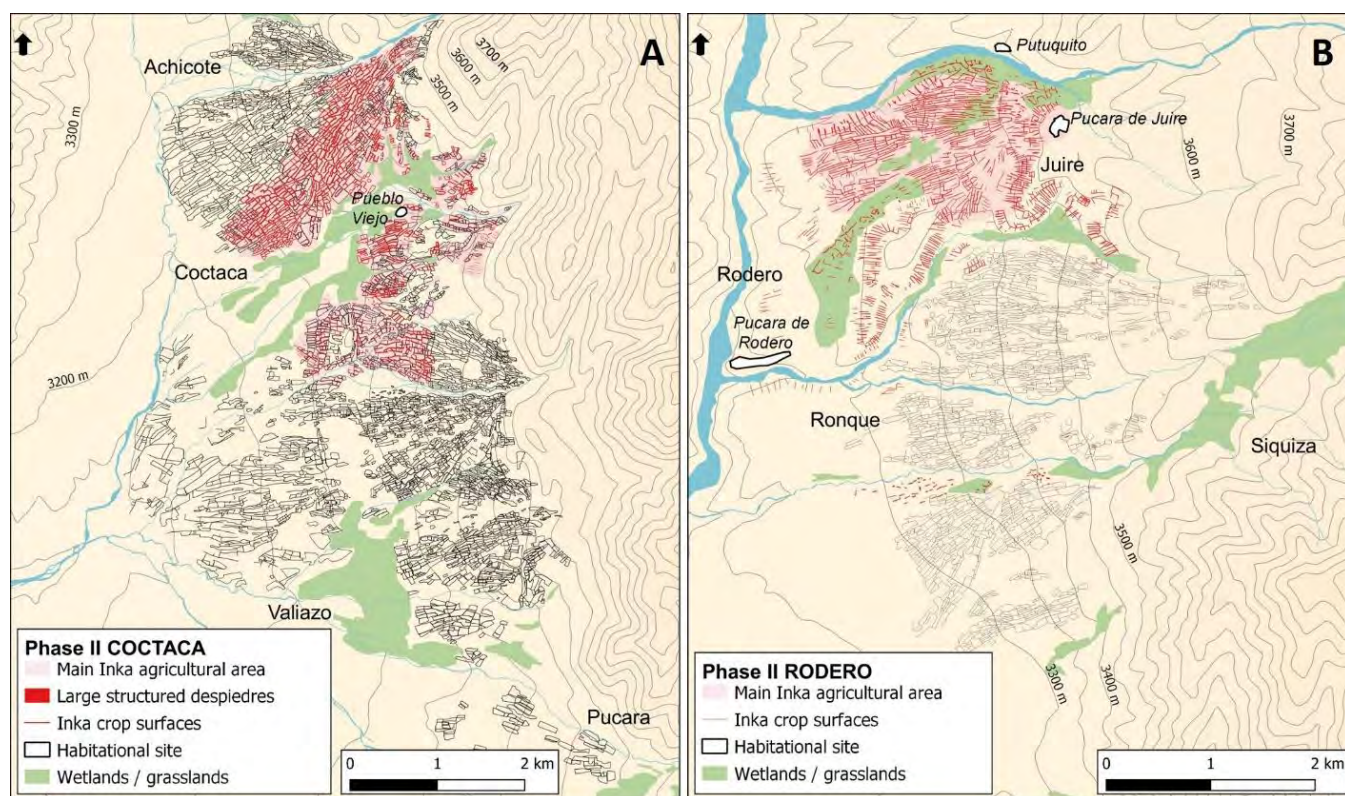 A
Achicote
3700 m
3600 m
3500 m
3300 m
Pueblo
Viejo
Coctaca
3200 m
Valiazo
Pucara
Phase II COCTACA
Main Inka agricultural area
Large structured despiedres
Inka crop surfaces
Habitational site
Wetlands / grasslands
0 1 2 km
B
Putuquito
Pucara de Juire
Juire
3600 m
3700 m
Rodero
Pucara de
Rodero
Ronque
Siquiza
3500 m
3300 m
3400 m
Phase II RODERO
Main Inka agricultural area
Inka crop surfaces
Habitational site
Wetlands / grasslands
0 1 2 km